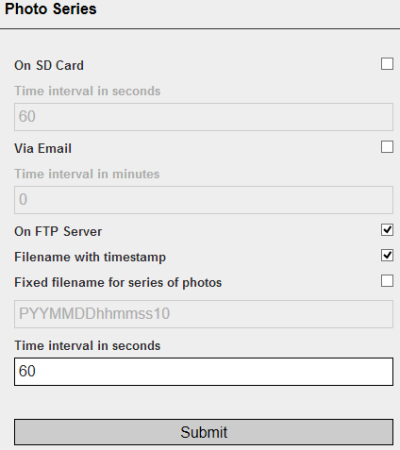 Photo Series
On SD Card
Time interval in seconds
60
Via Email
Time interval in minutes
0
On FTP Server
Filename with timestamp
Fixed filename for series of photos
PYYMMDDhhmmss10
Time interval in seconds
60
Submit